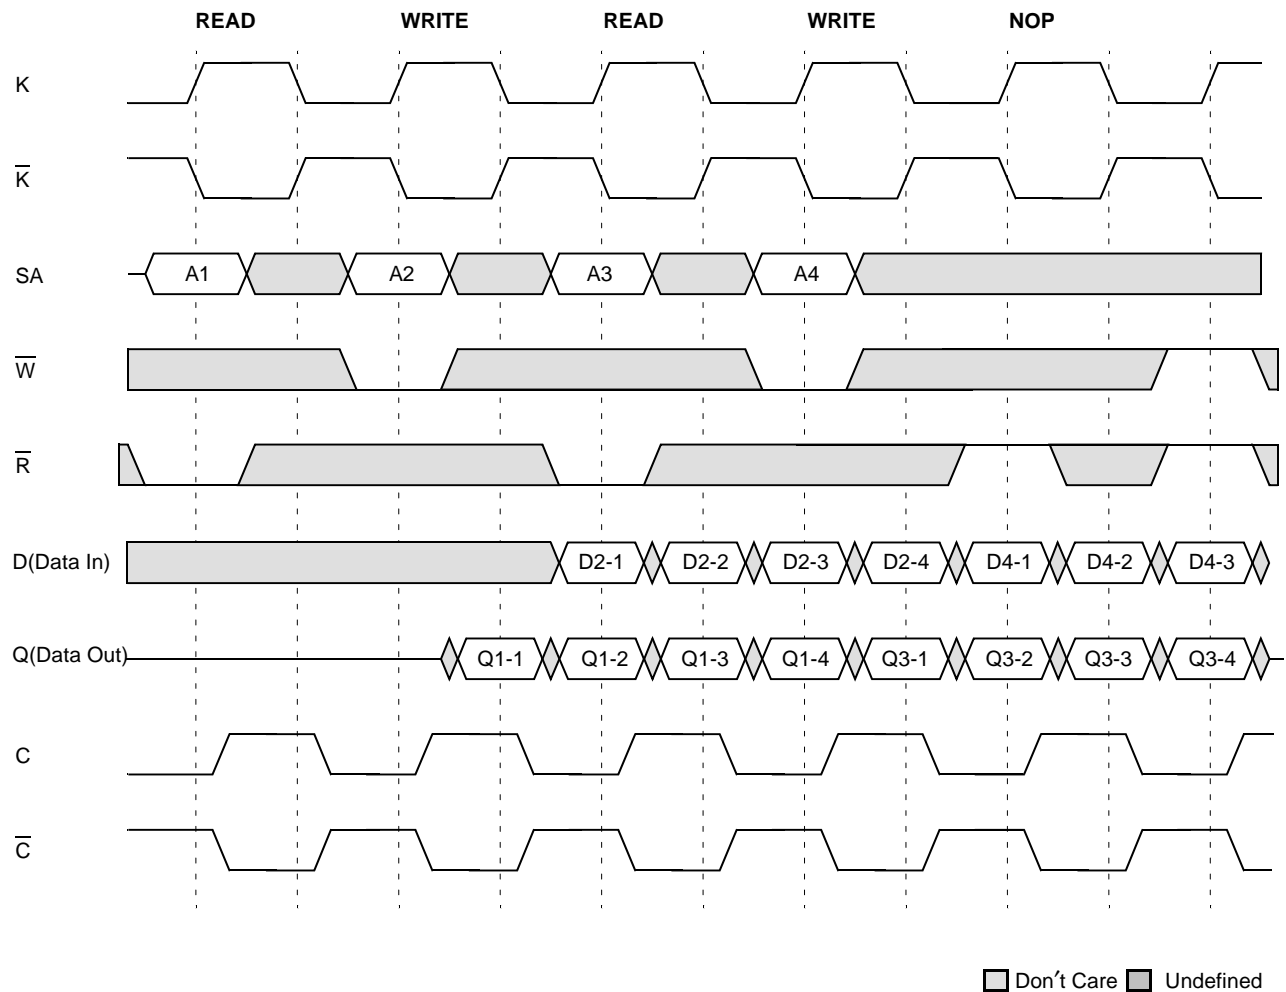 READ WRITE READ WRITE NOP
K
K̅
SA A1 A2 A3 A4
W̅
R̅
D(Data In) D2-1 D2-2 D2-3 D2-4 D4-1 D4-2 D4-3
Q(Data Out) Q1-1 Q1-2 Q1-3 Q1-4 Q3-1 Q3-2 Q3-3 Q3-4
C
C̅
Don′t Care Undefined